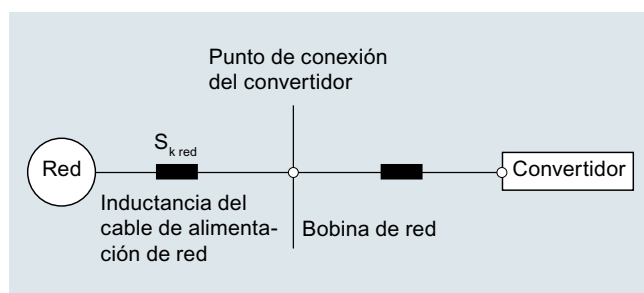 Punto de conexión
del convertidor
S k red
Red
Convertidor
Inductancia del
cable de alimenta-
ción de red
Bobina de red